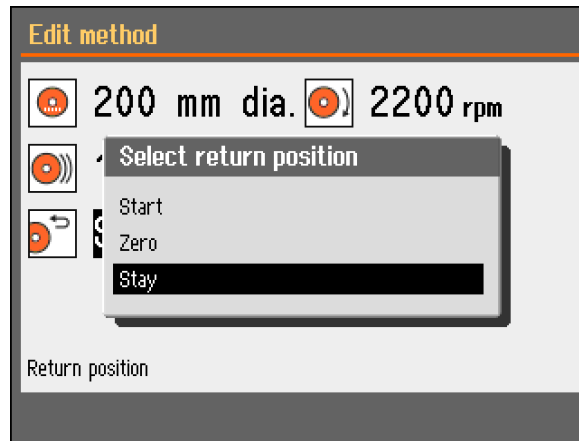 Edit method
200 mm dia. 2200 rpm
Select return position
Start
Zero
Stay
Return position